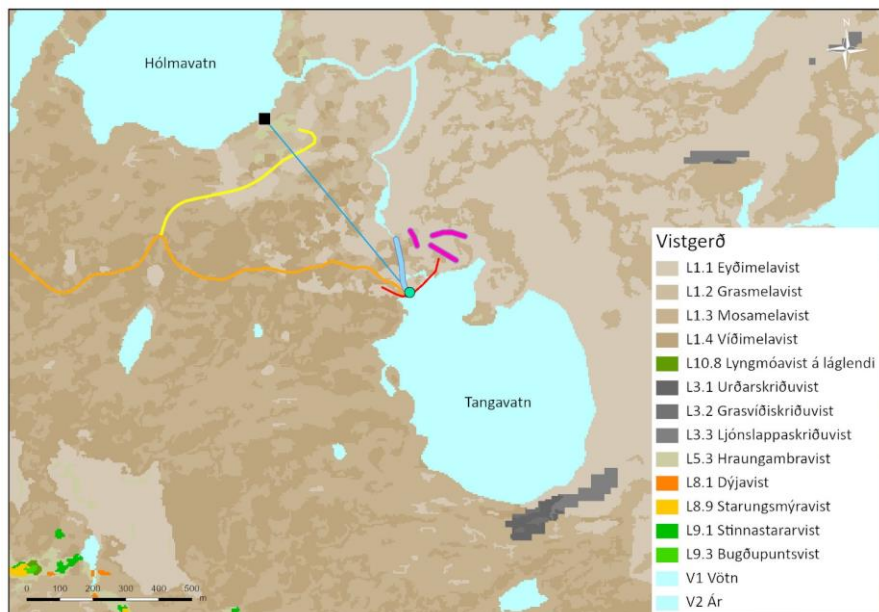 Hólmavatn
N
Tangavatn
Vistgerð
L1.1 Eyðimelavist
L1.2 Grasmelavist
L1.3 Mosamelavist
L1.4 Víðimelavist
L10.8 Lyngmóavist á láglendi
L3.1 Urðarskriðuvist
L3.2 Grasvíðiskriðuvist
L3.3 Ljónslappaskriðuvist
L5.3 Hraungambravist
L8.1 Dýjavist
L8.9 Starungsmýravist
L9.1 Stinnastararvist
L9.3 Bugðupuntsvist
V1 Vötn
V2 Ár
0 100 200 300 400 500
m